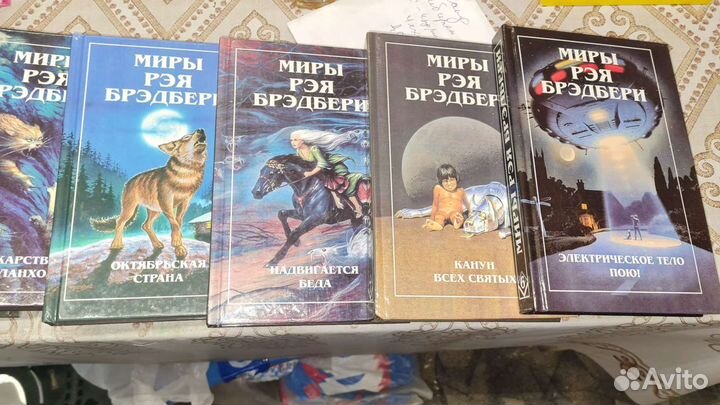 МИРЫ
РЭЯ
БРЭДБЕРИ
ОКТЯБРЬСКАЯ
СТРАНА
МИРЫ
РЭЯ
БРЭДБЕРИ
НАДВИГАЕТСЯ
БЕДА
МИРЫ
РЭЯ
БРЭДБЕРИ
КАНУН
ВСЕХ СВЯТЫХ
МИРЫ
РЭЯ
БРЭДБЕРИ
ЭЛЕКТРИЧЕСКОЕ ТЕЛО
ПОЮ!
Avito